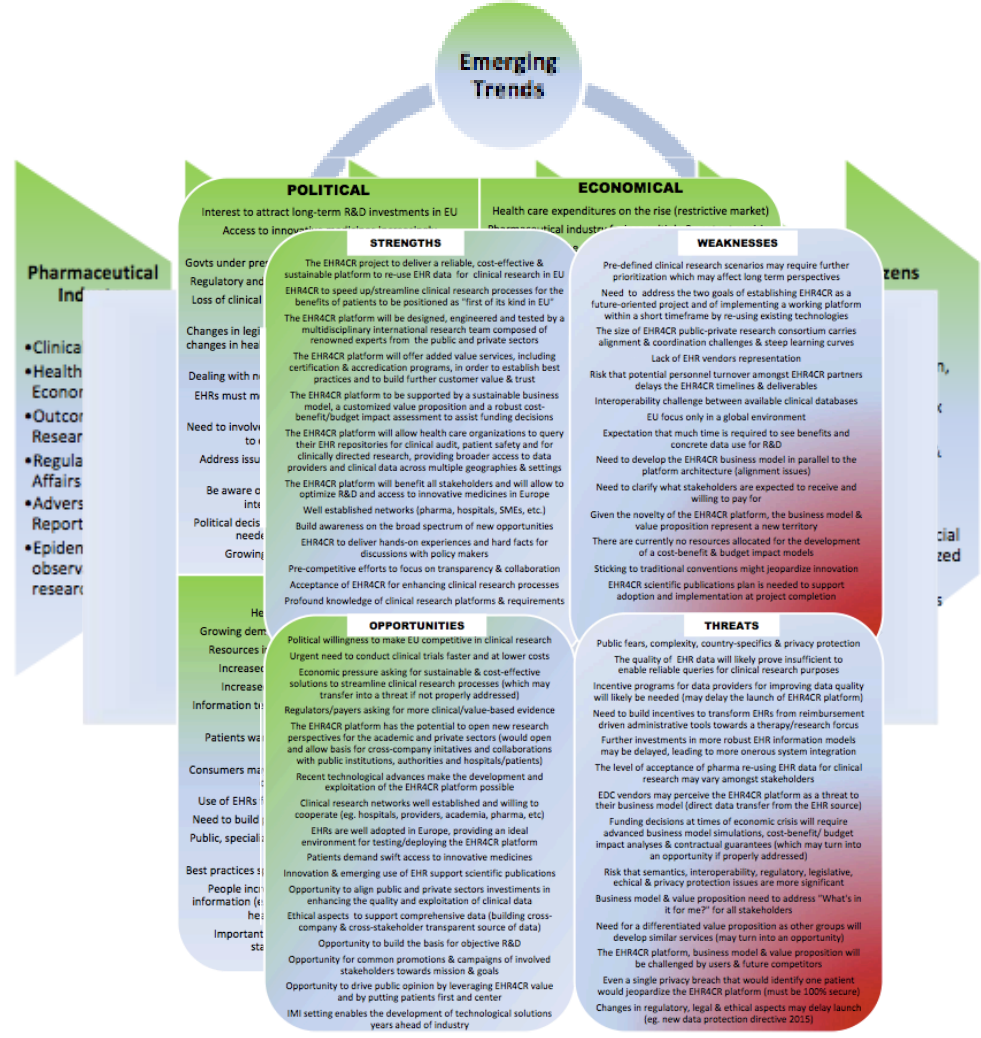 Emerging
Trends
Pharmaceutical
•Clinica
•Health
Econor
•Outcor
Resear
•Regula
Affairs
•Advers
Report
•Epiden
observ
researc
zens
POLITICAL
Interest to attract long-term R&D investments in EU
Access to innovative medicines increasingly
Govts under pre
Regulatory and
Loss of clinical
Changes in legi
changes in heal
Dealing with n
EHRs must m
Need to involve
to
Address issu
Be aware o
inte
Political decis
neede
Growing
ECONOMICAL
Health care expenditures on the rise (restrictive market)
Pharmaceutical industry
He
Growing dem
Resources i
Increased
Increase
Information t
Patients wa
Consumers ma
Use of EHRs
Need to build
Public, speciali
Best practices s
People incr
information (e
hea
Important
sta
STRENGTHS
The EHR4CR project to deliver a reliable, cost-effective &
sustainable platform to re-use EHR data for clinical research in EU
EHR4CR to speed up/streamline clinical research processes for the
benefits of patients to be positioned as "first of its kind in EU"
The EHR4CR platform will be designed, engineered and tested by a
multidisciplinary international research team composed of
renowned experts from the public and private sectors
The EHR4CR platform will offer added value services, including
certification & accredication programs, in order to establish best
practices and to build further customer value & trust
The EHR4CR platform to be supported by a sustainable business
model, a customized value proposition and a robust cost-
benefit/budget impact assessment to assist funding decisions
The EHR4CR platform will allow health care organizations to query
their EHR repositories for clinical audit, patient safety and for
clinically directed research, providing broader access to data
providers and clinical data across multiple geographies & settings
The EHR4CR platform will benefit all stakeholders and will allow to
optimize R&D and access to innovative medicines in Europe
Well established networks (pharma, hospitals, SMEs, etc.)
Build awareness on the broad spectrum of new opportunities
EHR4CR to deliver hands-on experiences and hard facts for
discussions with policy makers
Pre-competitive efforts to focus on transparency & collaboration
Acceptance of EHR4CR for enhancing clinical research processes
Profound knowledge of clinical research platforms & requirements
WEAKNESSES
Pre-defined clinical research scenarios may require further
prioritization which may affect long term perspectives
Need to address the two goals of establishing EHR4CR as a
future-oriented project and of implementing a working platform
within a short timeframe by re-using existing technologies
The size of EHR4CR public-private research consortium carries
alignment & coordination challenges & steep learning curves
Lack of EHR vendors representation
Risk that potential personnel turnover amongst EHR4CR partners
delays the EHR4CR timelines & deliverables
Interoperability challenge between available clinical databases
EU focus only in a global environment
Expectation that much time is required to see benefits and
concrete data use for R&D
Need to develop the EHR4CR business model in parallel to the
platform architecture (alignment issues)
Need to clarify what stakeholders are expected to receive and
willing to pay for
Given the novelty of the EHR4CR platform, the business model &
value proposition represent a new territory
There are currently no resources allocated for the development
of a cost-benefit & budget impact models
Sticking to traditional conventions might jeopardize innovation
EHR4CR scientific publications plan is needed to support
adoption and implementation at project completion
OPPORTUNITIES
Political willingness to make EU competitive in clinical research
Urgent need to conduct clinical trials faster and at lower costs
Economic pressure asking for sustainable & cost-effective
solutions to streamline clinical research processes (which may
transfer into a threat if not properly addressed)
Regulators/payers asking for more clinical/value-based evidence
The EHR4CR platform has the potential to open new research
perspectives for the academic and private sectors (would open
and allow basis for cross-company initatives and collaborations
with public institutions, authorities and hospitals/patients)
Recent technological advances make the development and
exploitation of the EHR4CR platform possible
Clinical research networks well established and willing to
cooperate (eg. hospitals, providers, academia, pharma, etc)
EHRs are well adopted in Europe, providing an ideal
environment for testing/deploying the EHR4CR platform
Patients demand swift access to innovative medicines
Innovation & emerging use of EHR support scientific publications
Opportunity to align public and private sectors investments in
enhancing the quality and exploitation of clinical data
Ethical aspects to support comprehensive data (building cross-
company & cross-stakeholder transparent source of data)
Opportunity to build the basis for objective R&D
Opportunity for common promotions & campaigns of involved
stakeholders towards mission & goals
Opportunity to drive public opinion by leveraging EHR4CR value
and by putting patients first and center
IMI setting enables the development of technological solutions
years ahead of industry
THREATS
Public fears, complexity, country-specifics & privacy protection
The quality of EHR data will likely prove insufficient to
enable reliable queries for clinical research purposes
Incentive programs for data providers for improving data quality
will likely be needed (may delay the launch of EHR4CR platform)
Need to build incentives to transform EHRs from reimbursement
driven administrative tools towards a therapy/research forcus
Further investments in more robust EHR information models
may be delayed, leading to more onerous system integration
The level of acceptance of pharma re-using EHR data for clinical
research may vary amongst stakeholders
EDC vendors may perceive the EHR4CR platform as a threat to
their business model (direct data transfer from the EHR source)
Funding decisions at times of economic crisis will require
advanced business model simulations, cost-benefit/ budget
impact analyses & contractual guarantees (which may turn into
an opportunity if properly addressed)
Risk that semantics, interoperability, regulatory, legislative,
echical & privacy protection issues are more significant
Business model & value proposition need to address "What's in
it for me?" for all stakeholders
Need for a differentiated value proposition as other groups will
develop similar services (may turn into an opportunity)
The EHR4CR platform, business model & value proposition will
be challenged by users & future competitors
Even a single privacy breach that would identify one patient
would jeopardize the EHR4CR platform (must be 100% secure)
Changes in regulatory, legal & ethical aspects may delay launch
(eg. new data protection directive 2015)